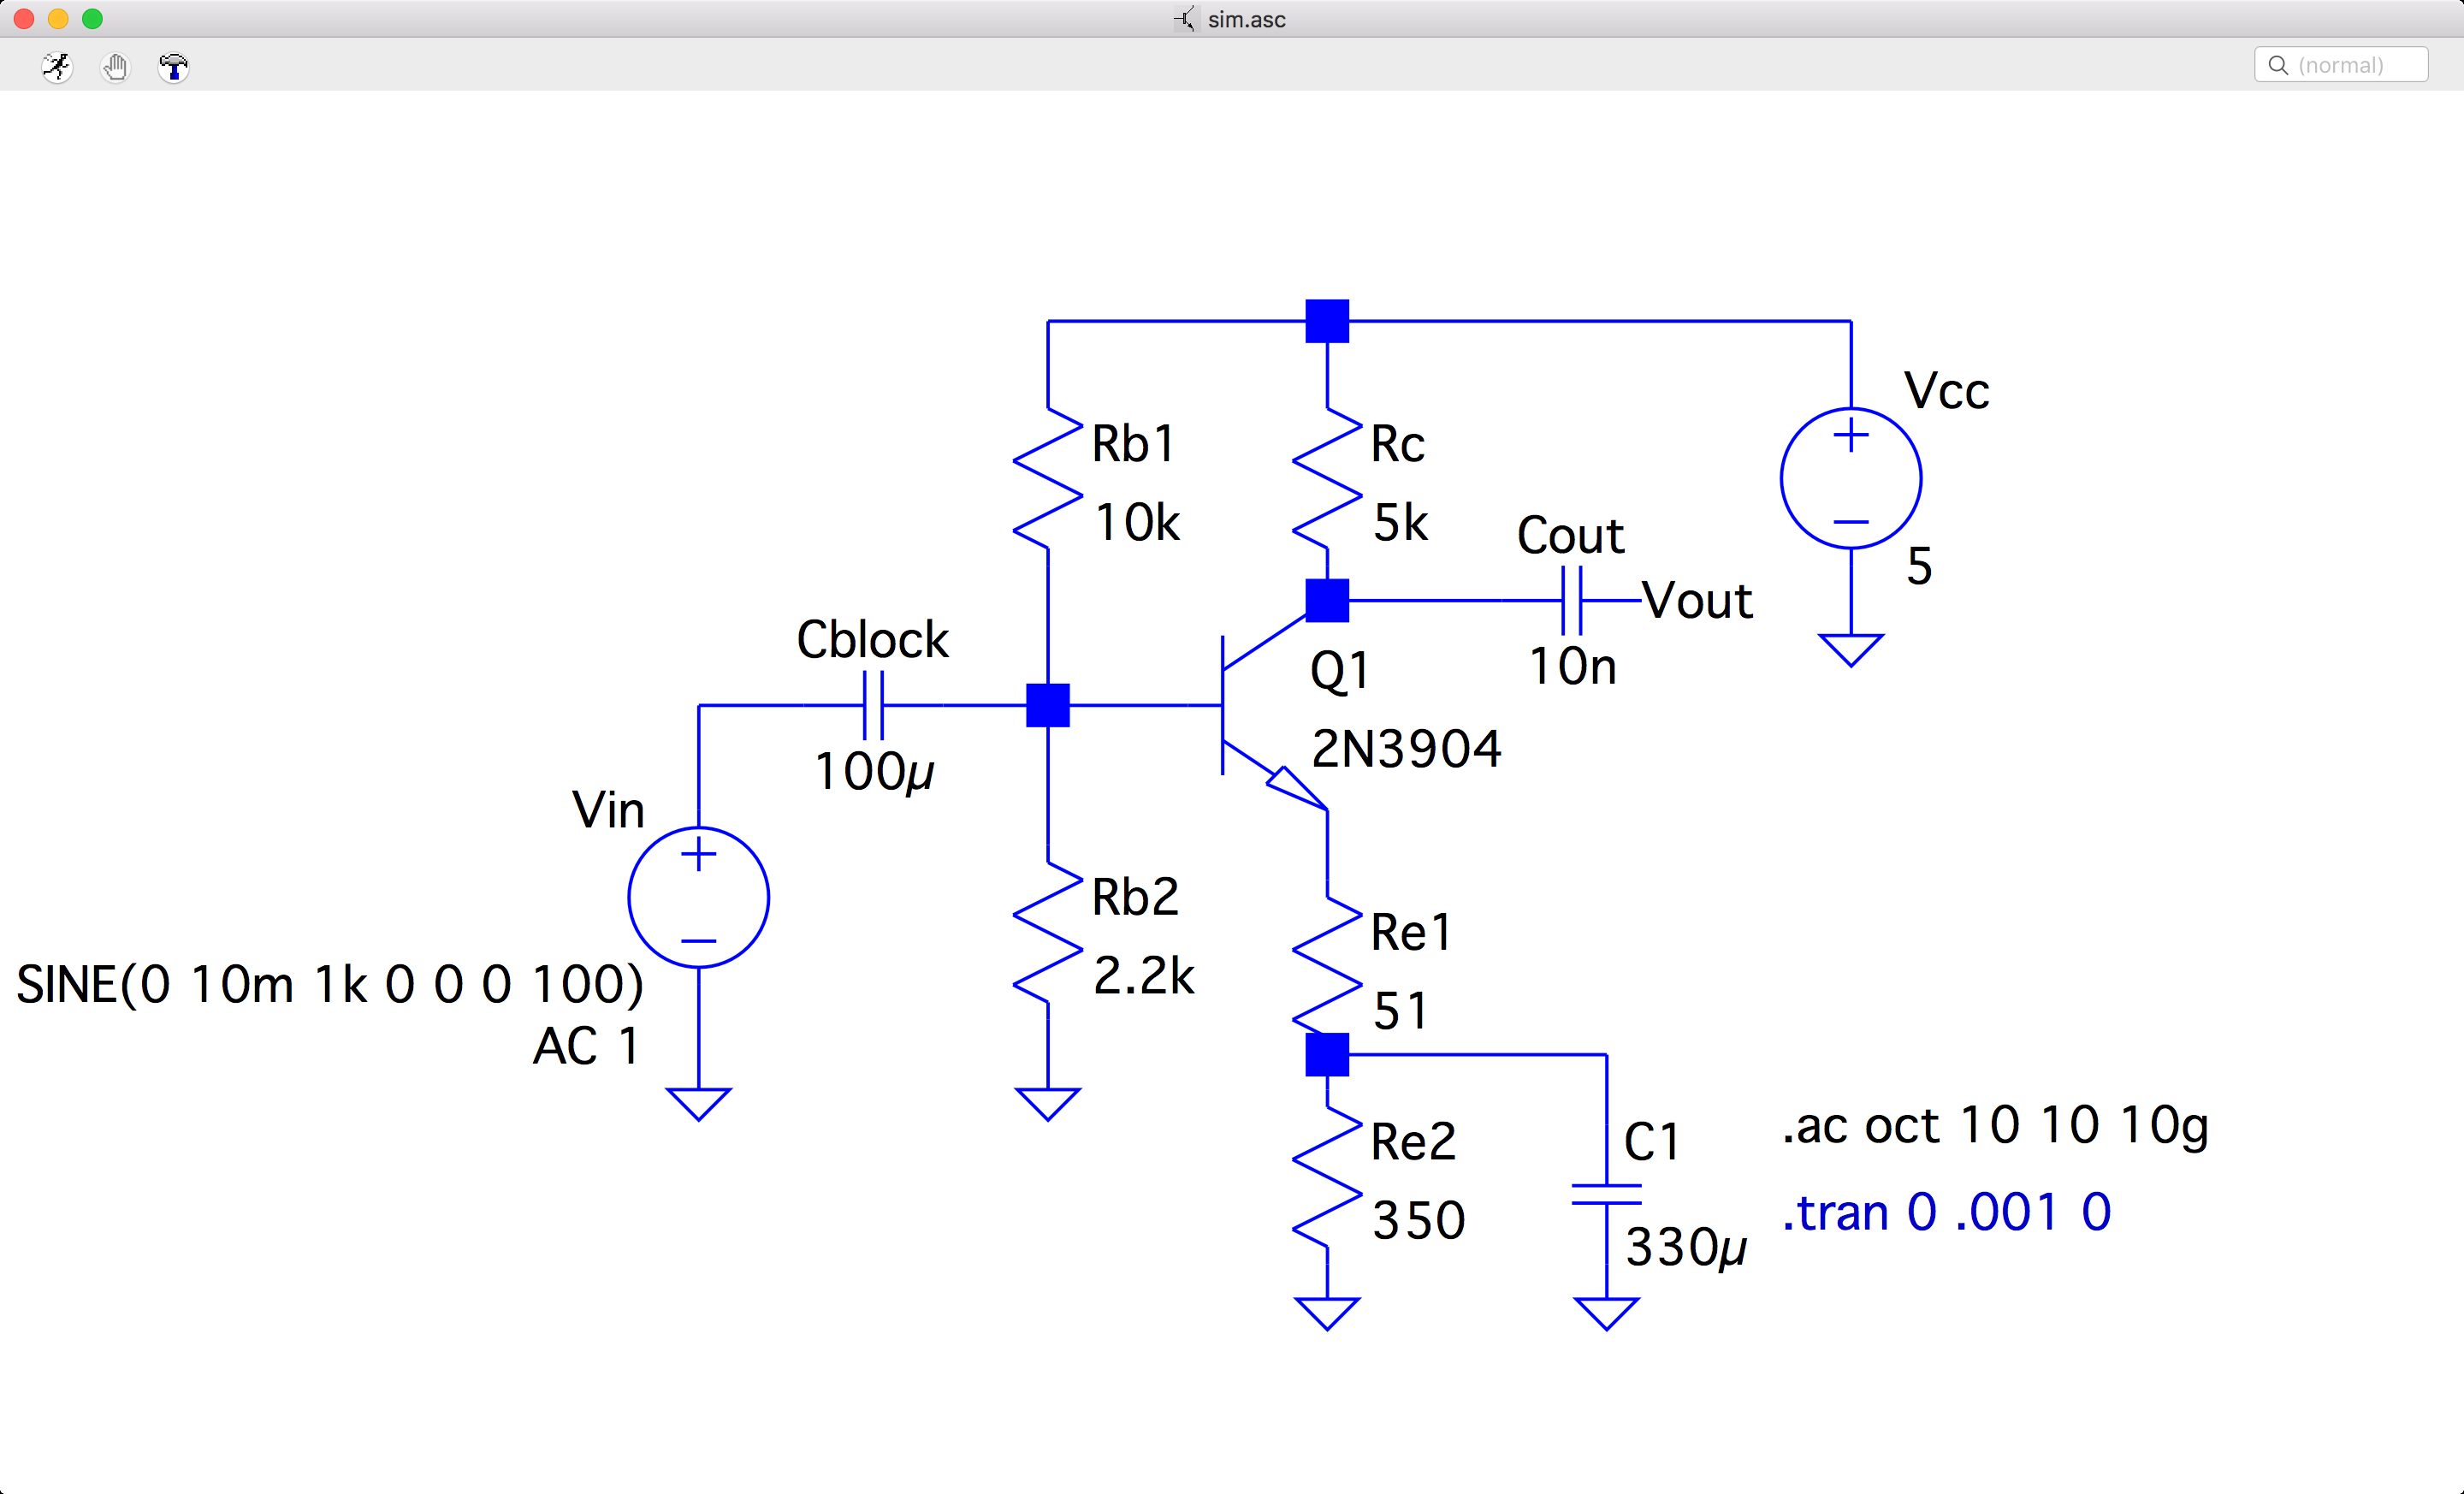 sim.asc
(normal)
Vcc
5
Rb1
10k
Rc
5k
Cout
10n
Vout
Cblock
100µ
Q1
2N3904
Vin
SINE(0 10m 1k 0 0 0 100)
AC 1
Rb2
2.2k
Re1
51
Re2
350
C1
330µ
.ac oct 10 10 10g
.tran 0 .001 0